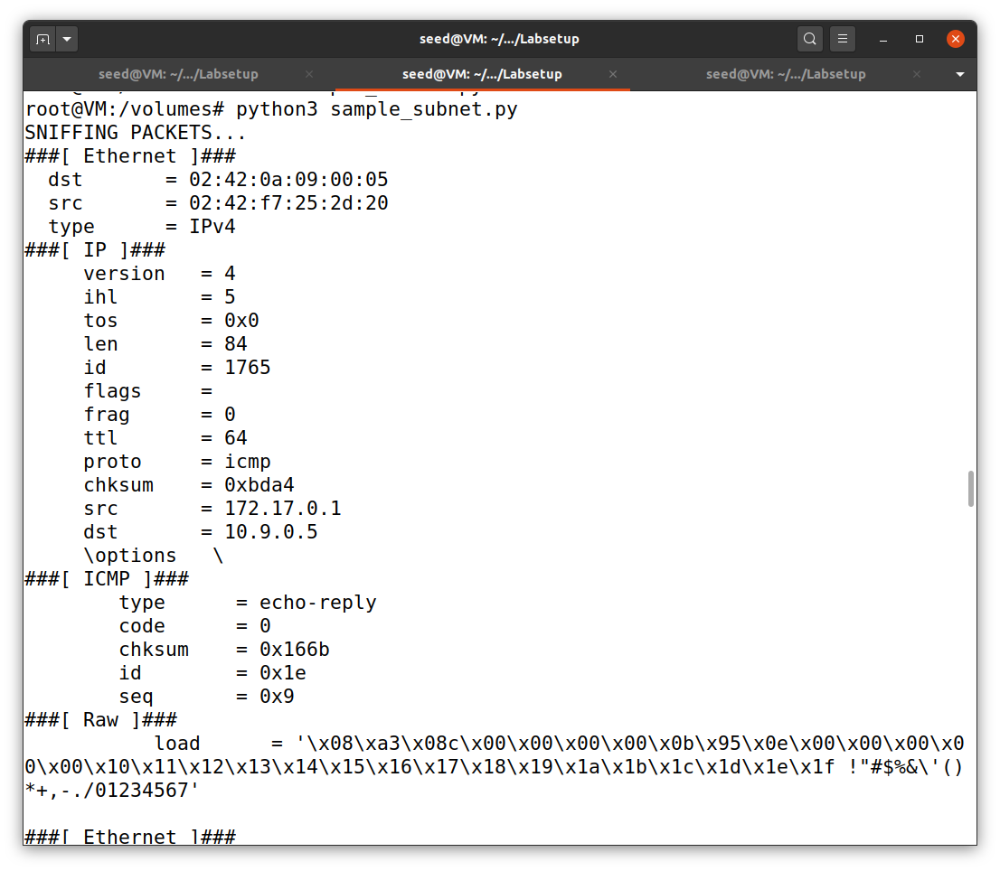 seed@VM: ~/.../Labsetup
seed@VM: ~/.../Labsetup
seed@VM: ~/.../Labsetup
seed@VM: ~/.../Labsetup
root@VM:/volumes# python3 sample_subnet.py
SNIFFING PACKETS...
###[ Ethernet ]###
  dst       = 02:42:0a:09:00:05
  src       = 02:42:f7:25:2d:20
  type      = IPv4
###[ IP ]###
     version   = 4
     ihl       = 5
     tos       = 0x0
     len       = 84
     id        = 1765
     flags     =
     frag      = 0
     ttl       = 64
     proto     = icmp
     chksum    = 0xbda4
     src       = 172.17.0.1
     dst       = 10.9.0.5
     \options   \
###[ ICMP ]###
        type      = echo-reply
        code      = 0
        chksum    = 0x166b
        id        = 0x1e
        seq       = 0x9
###[ Raw ]###
           load      = '\x08\xa3\x08c\x00\x00\x00\x00\x0b\x95\x0e\x00\x00\x00\x0
0\x00\x10\x11\x12\x13\x14\x15\x16\x17\x18\x19\x1a\x1b\x1c\x1d\x1e\x1f !"#$%&\'()
*+,-./01234567'
###[ Ethernet ]###